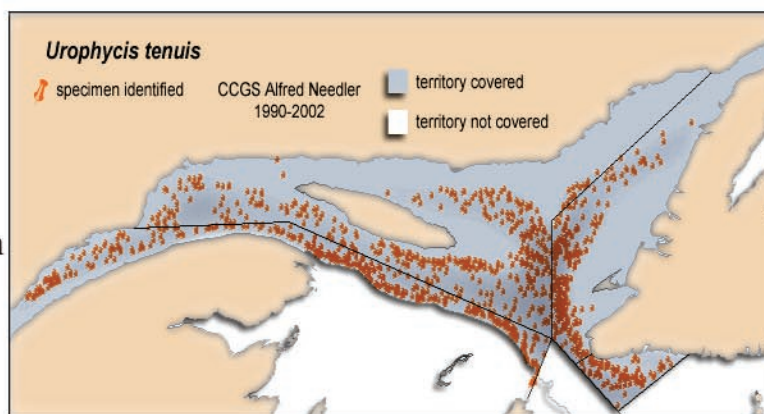 Urophycis tenuis
specimen identified
CCGS Alfred Needler
1990-2002
territory covered
territory not covered